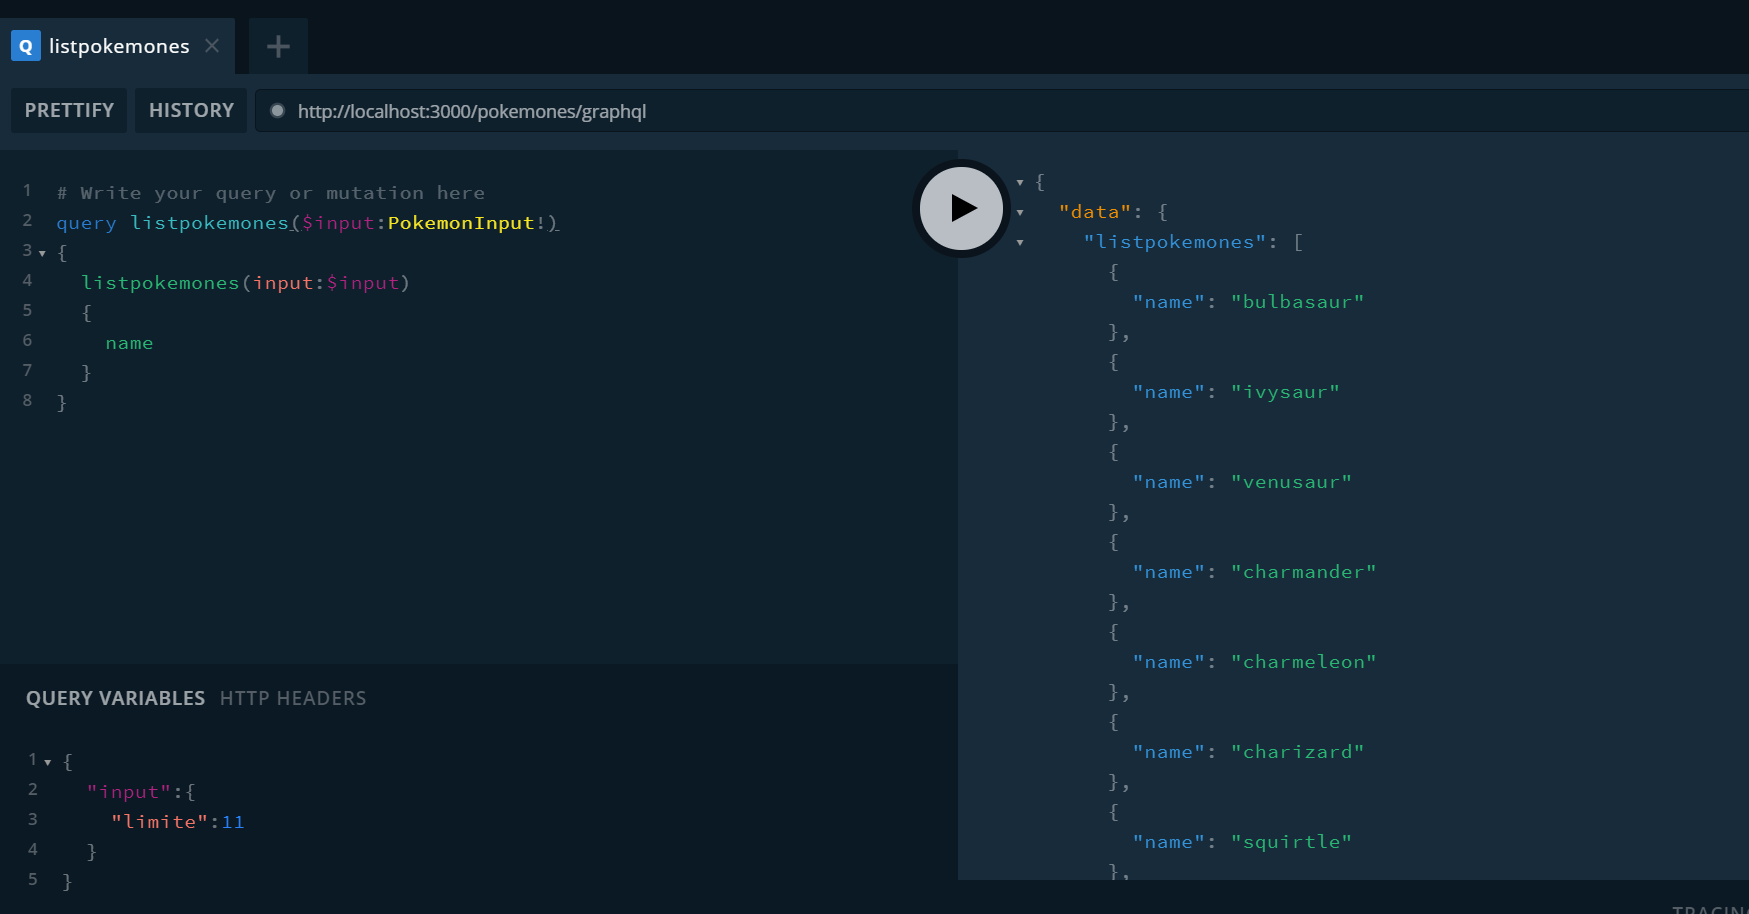 Q listpokemones × +
PRETTIFY HISTORY http://localhost:3000/pokemones/graphql
1 # Write your query or mutation here
2 query listpokemones($input:PokemonInput!)
3 {
4 listpokemones(input:$input)
5 {
6 name
7 }
8 }
QUERY VARIABLES HTTP HEADERS
1 {
2 "input":{
3 "limite":11
4 }
5 }
{
"data": {
"listpokemones": [
{
"name": "bulbasaur"
},
{
"name": "ivysaur"
},
{
"name": "venusaur"
},
{
"name": "charmander"
},
{
"name": "charmeleon"
},
{
"name": "charizard"
},
{
"name": "squirtle"
},